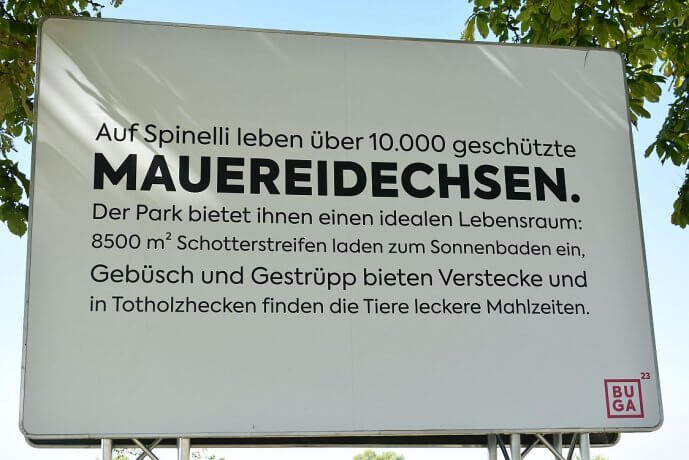 Auf Spinelli leben über 10.000 geschützte
MAUEREIDECHSEN.
Der Park bietet ihnen einen idealen Lebensraum:
8500 m² Schotterstreifen laden zum Sonnenbaden ein,
Gebüsch und Gestrüpp bieten Verstecke und
in Totholzhecken finden die Tiere leckere Mahlzeiten.
23
BU
GA